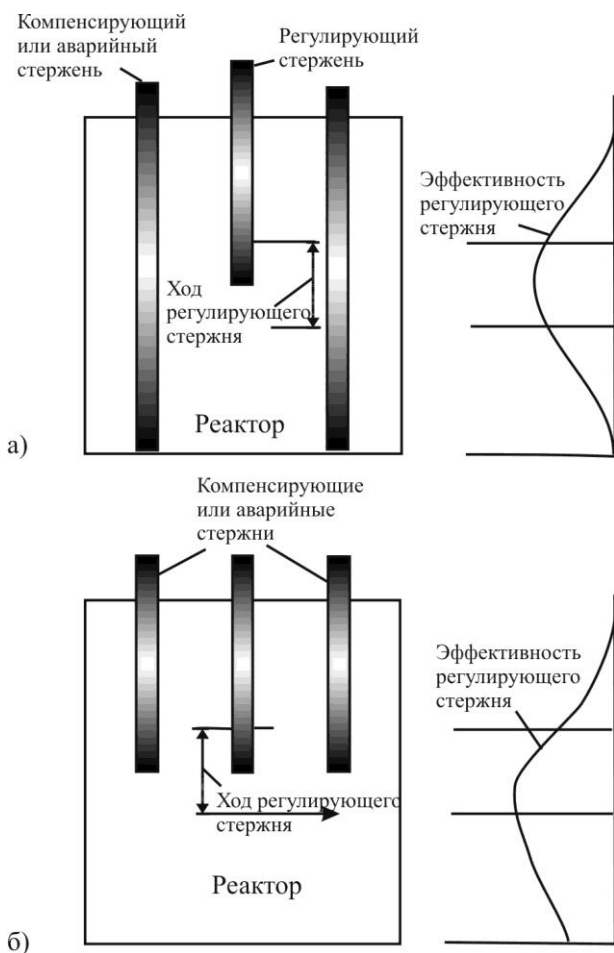 Компенсирующий
или аварийный
стержень
Регулирующий
стержень
Эффективность
регулирующего
стержня
Ход
регулирующего
стержня
Реактор
а)
Компенсирующие
или аварийные
стержни
Эффективность
регулирующего
стержня
Ход регулирующего
стержня
Реактор
б)